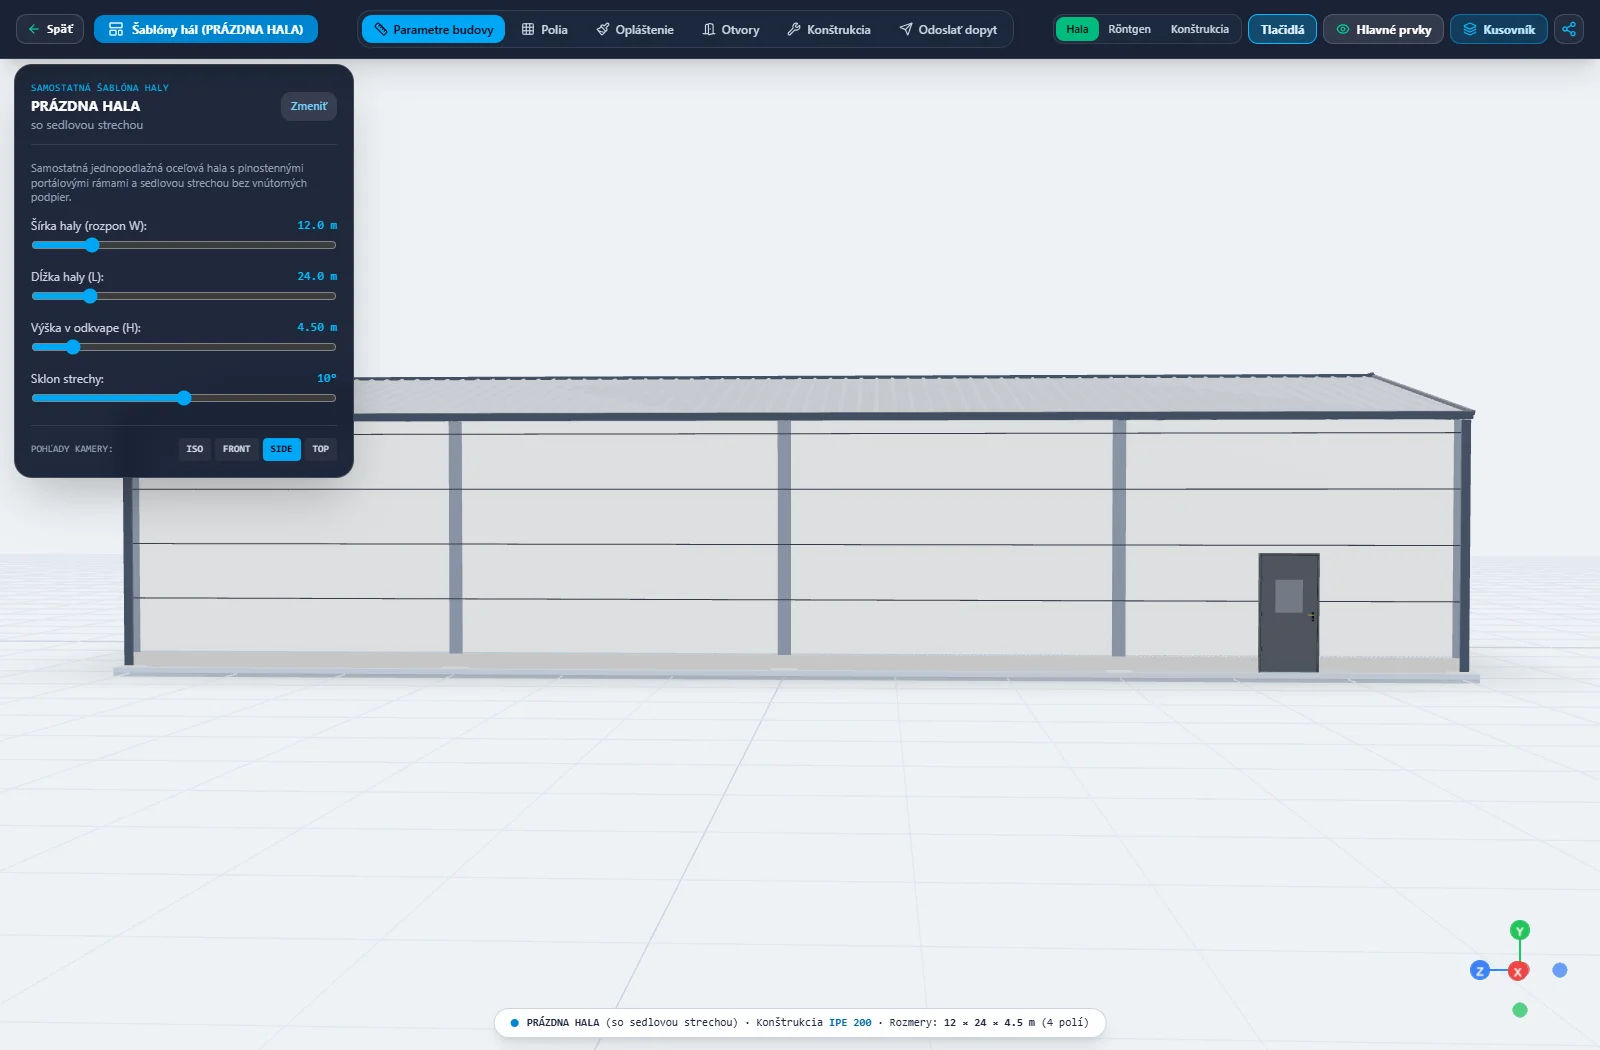 Späť
Šablóny hál (PRÁZDNA HALA)
Parametre budovy
Polia
Opláštenie
Otvory
Konštrukcia
Odoslať dopyt
Hala
Röntgen
Konštrukcia
Tlačidlá
Hlavné prvky
Kusovník
SAMOSTATNÁ ŠABLÓNA HALY
PRÁZDNA HALA
so sedlovou strechou
Zmeniť
Samostatná jednopodlažná oceľová hala s plnostennými
portálovými rámami a sedlovou strechou bez vnútorných
podpier.
Šírka haly (rozpon W): 12.0 m
Dĺžka haly (L): 24.0 m
Výška v odkvape (H): 4.50 m
Sklon strechy: 10°
POHĽADY KAMERY: ISO FRONT SIDE TOP
Y
Z X
PRÁZDNA HALA (so sedlovou strechou) · Konštrukcia IPE 200 · Rozmery: 12 × 24 × 4.5 m (4 polí)